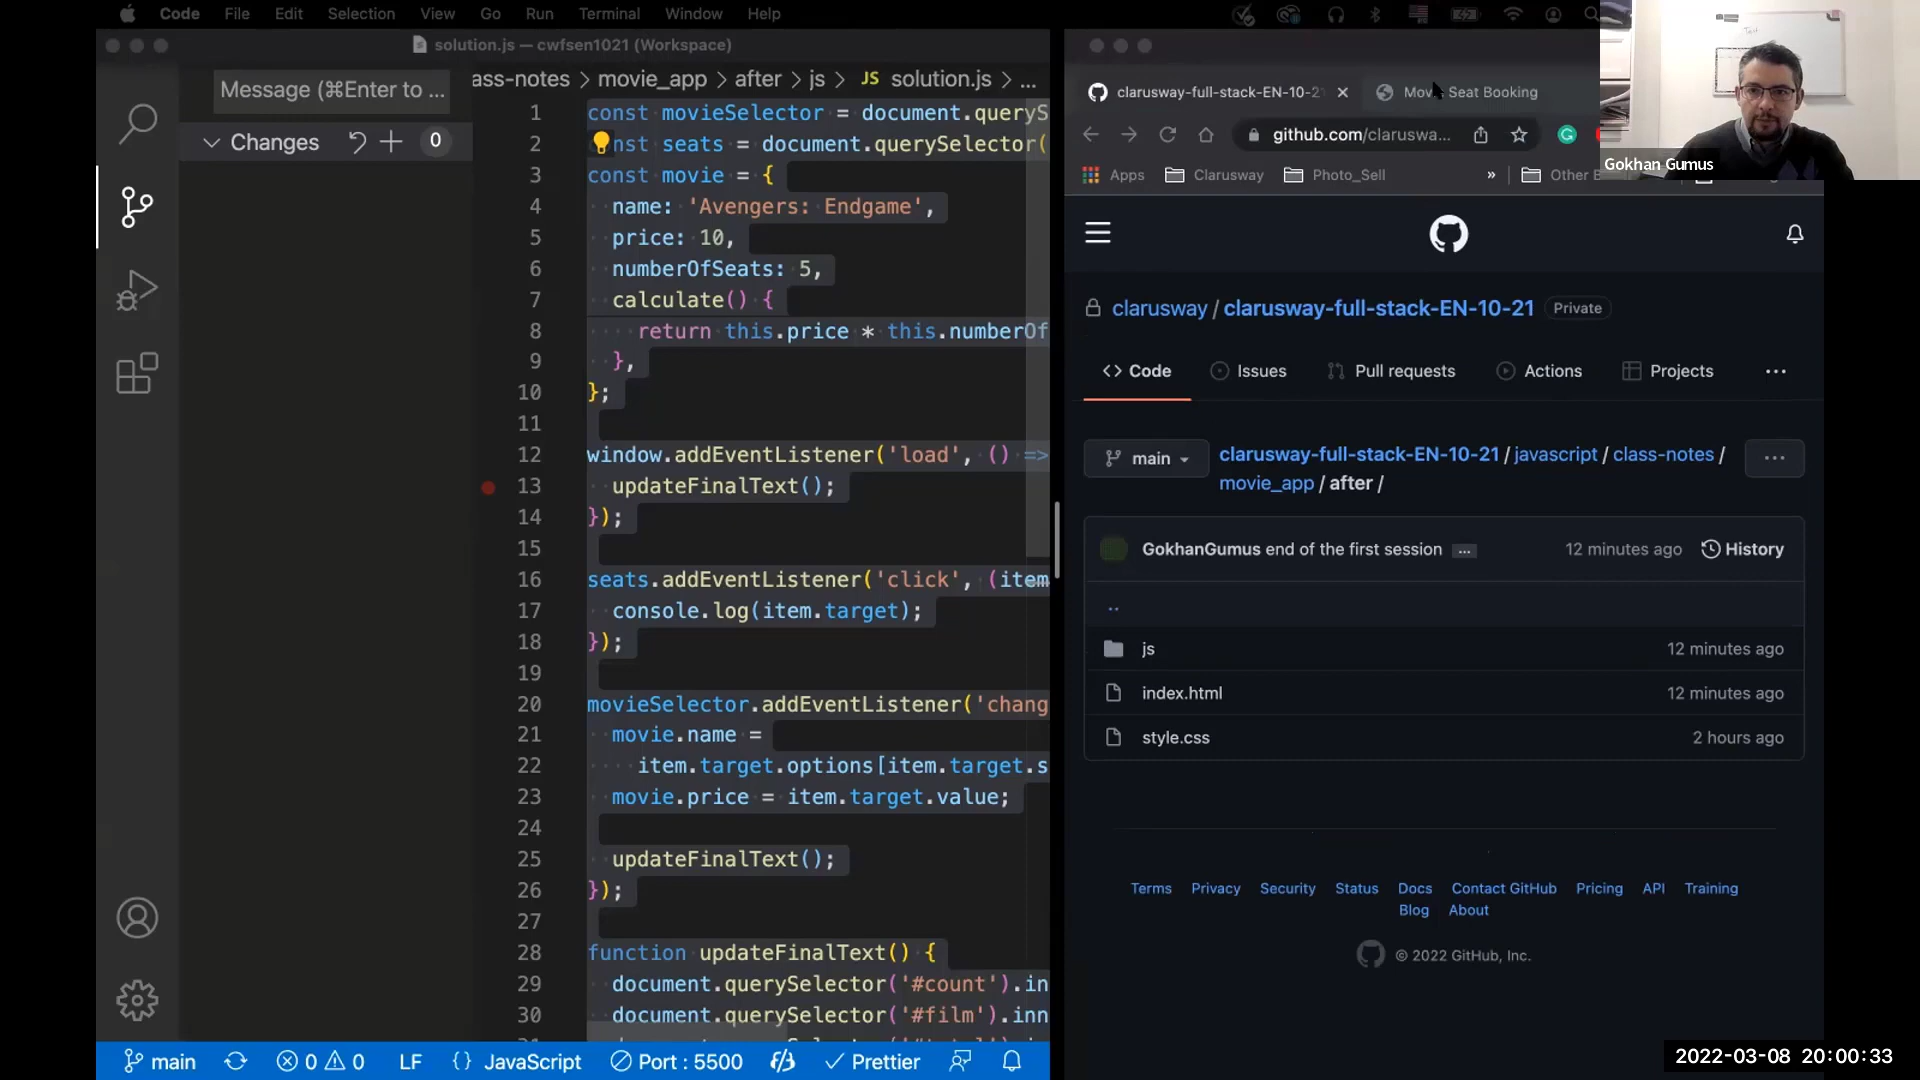 Code File Edit Selection View Go Run Terminal Window Help
solution.js — cwfsen1021 (Workspace)
Message (⌘Enter to ...
Changes 0
ass-notes > movie_app > after > js > JS solution.js > ...
1 const movieSelector = document.queryS
2 nst seats = document.querySelector(
3 const movie = {
4 name: 'Avengers: Endgame',
5 price: 10,
6 numberOfSeats: 5,
7 calculate() {
8 return this.price * this.numberOf
9 },
10 };
11
12 window.addEventListener('load', () =>
13 updateFinalText();
14 });
15
16 seats.addEventListener('click', (item
17 console.log(item.target);
18 });
19
20 movieSelector.addEventListener('chang
21 movie.name =
22 item.target.options[item.target.s
23 movie.price = item.target.value;
24
25 updateFinalText();
26 });
27
28 function updateFinalText() {
29 document.querySelector('#count').in
30 document.querySelector('#film').inn
main 0 0 LF {} JavaScript Port : 5500 Prettier
clarusway-full-stack-EN-10-21
Movie Seat Booking
github.com/claruswa...
Apps Clarusway Photo_Sell » Other B
Gokhan Gumus
clarusway / clarusway-full-stack-EN-10-21 Private
<> Code Issues Pull requests Actions Projects ...
main clarusway-full-stack-EN-10-21 / javascript / class-notes /
movie_app / after /
GokhanGumus end of the first session ... 12 minutes ago History
..
js 12 minutes ago
index.html 12 minutes ago
style.css 2 hours ago
Terms Privacy Security Status Docs Contact GitHub Pricing API Training
Blog About
© 2022 GitHub, Inc.
2022-03-08 20:00:33